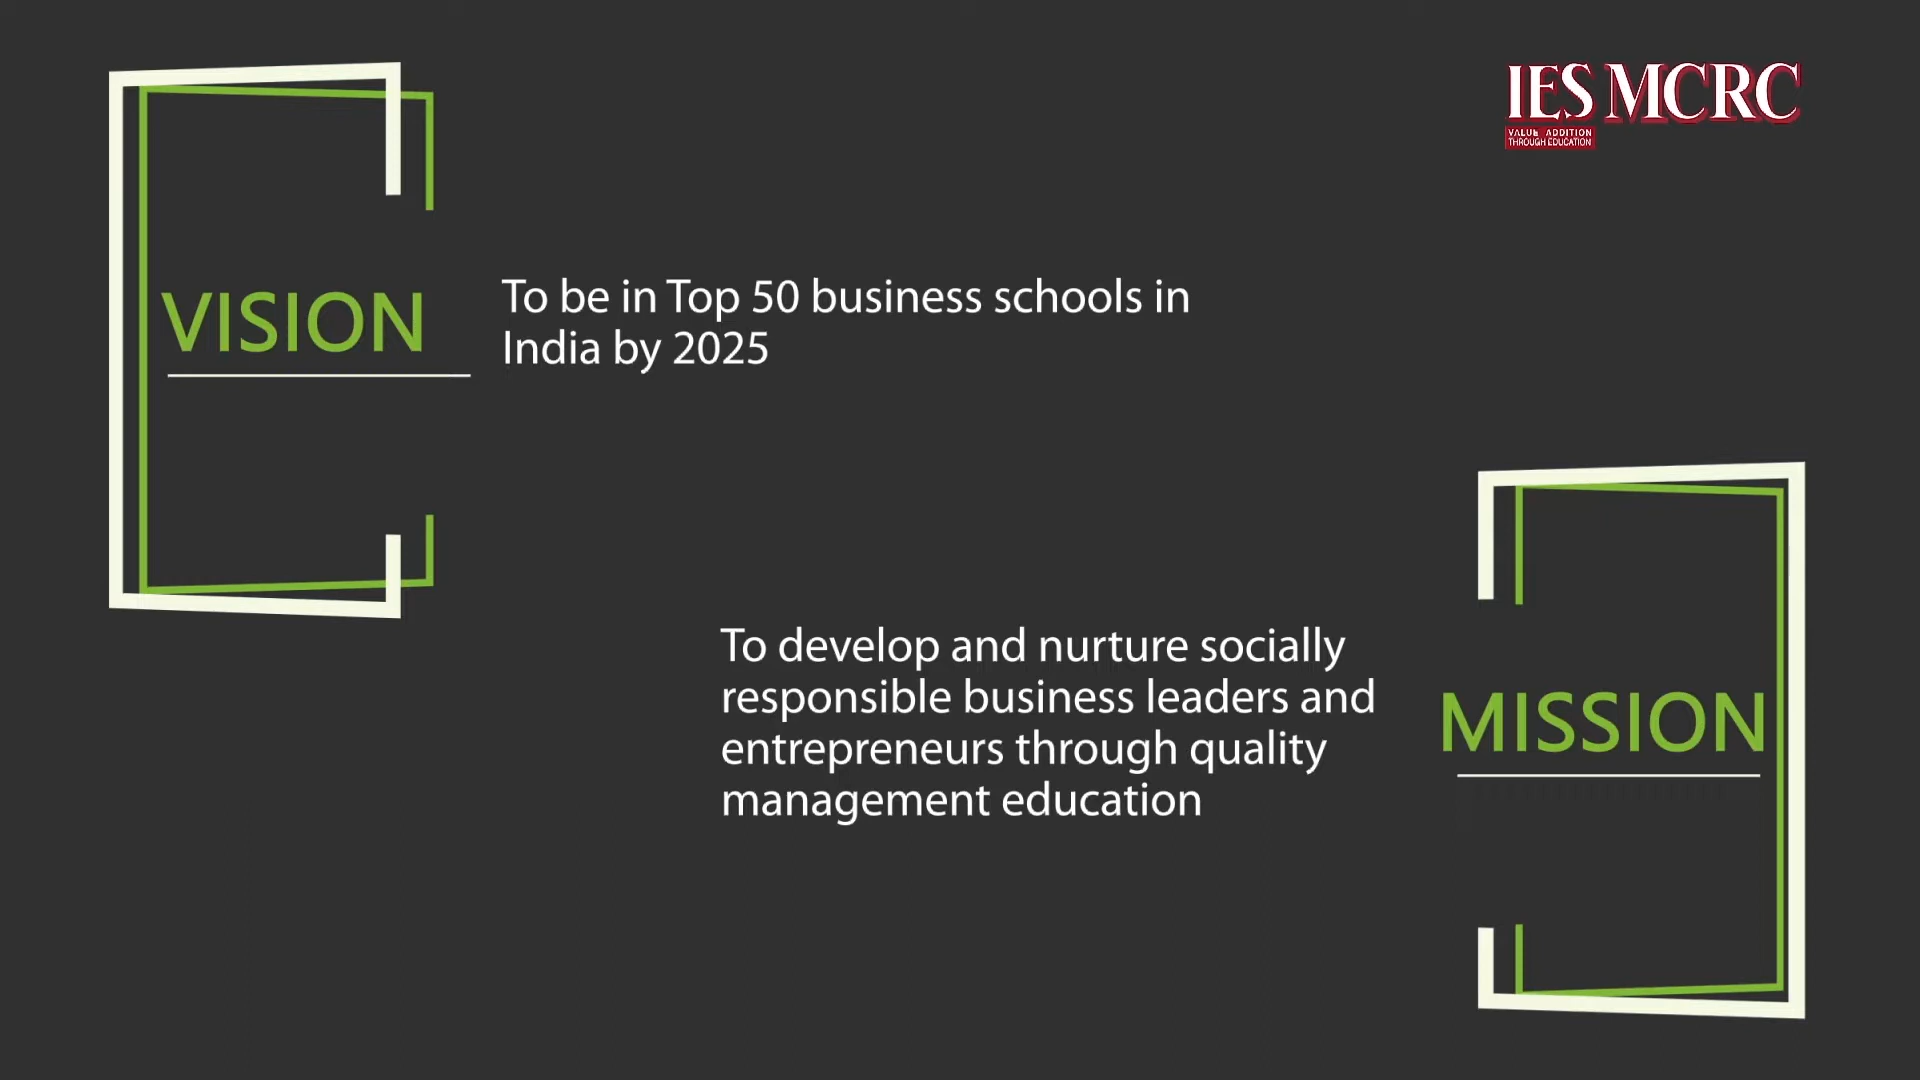 IES MCRC
VALUE ADDITION
THROUGH EDUCATION
VISION
To be in Top 50 business schools in
India by 2025
To develop and nurture socially
responsible business leaders and
entrepreneurs through quality
management education
MISSION